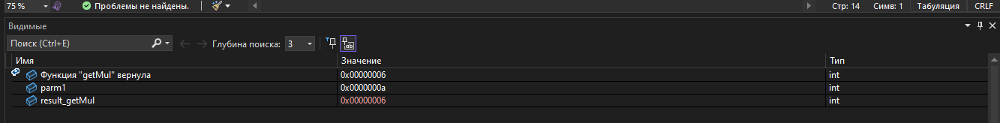 75 % Проблемы не найдены. Стр: 14 Симв: 1 Табуляция CRLF
Видимые
Поиск (Ctrl+E) Глубина поиска: 3
Имя Значение Тип
Функция "getMul" вернула 0x00000006 int
parm1 0x0000000a int
result_getMul 0x00000006 int